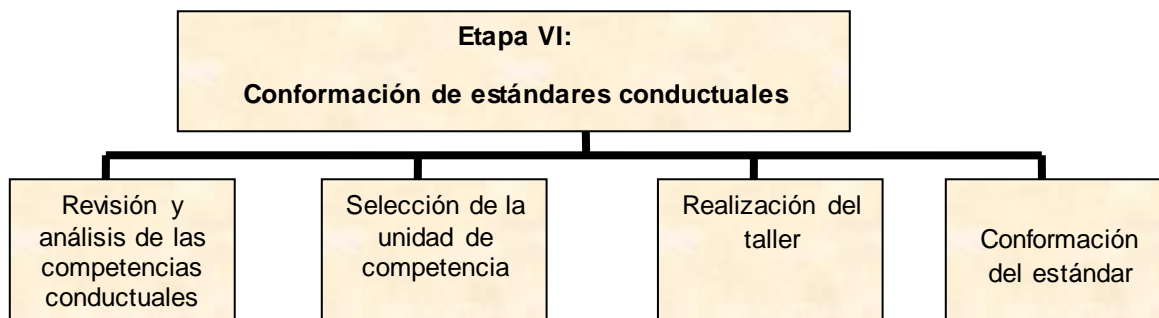 Etapa VI:
Conformación de estándares conductuales
Revisión y
análisis de las
competencias
conductuales
Selección de la
unidad de
competencia
Realización del
taller
Conformación
del estándar